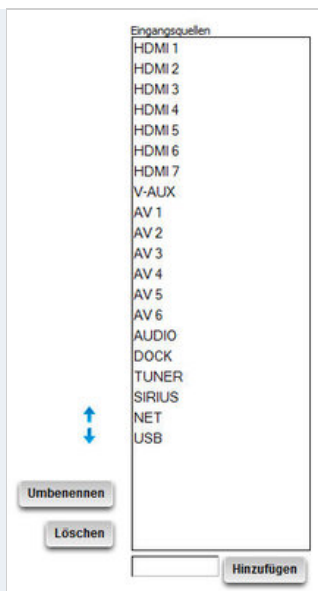 Eingangsquellen
HDMI 1
HDMI 2
HDMI 3
HDMI 4
HDMI 5
HDMI 6
HDMI 7
V-AUX
AV 1
AV 2
AV 3
AV 4
AV 5
AV 6
AUDIO
DOCK
TUNER
SIRIUS
NET
USB
Umbenennen
Löschen
Hinzufügen